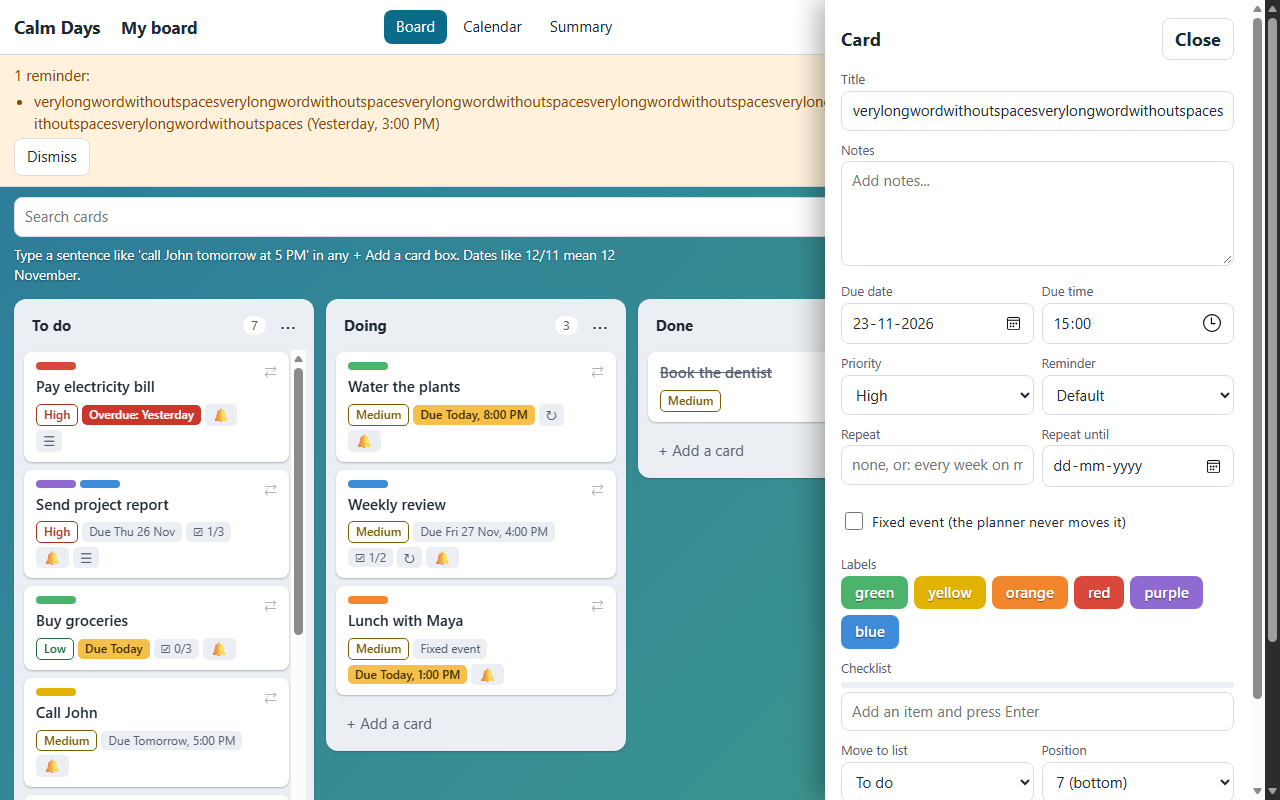 Calm Days My board Board Calendar Summary
1 reminder:
• verylongwordwithoutspacesverylongwordwithoutspacesverylongwordwithoutspacesverylongwordwithoutspacesverylon
ithoutspacesverylongwordwithoutspaces (Yesterday, 3:00 PM)
Dismiss
Search cards
Type a sentence like 'call John tomorrow at 5 PM' in any + Add a card box. Dates like 12/11 mean 12
November.
To do 7 ...
Pay electricity bill
High Overdue: Yesterday
Send project report
High Due Thu 26 Nov 1/3
Buy groceries
Low Due Today 0/3
Call John
Medium Due Tomorrow, 5:00 PM
Doing 3 ...
Water the plants
Medium Due Today, 8:00 PM
Weekly review
Medium Due Fri 27 Nov, 4:00 PM
1/2
Lunch with Maya
Medium Fixed event
Due Today, 1:00 PM
+ Add a card
Done
Book the dentist
Medium
+ Add a card
Card Close
Title
verylongwordwithoutspacesverylongwordwithoutspaces
Notes
Add notes...
Due date Due time
23-11-2026 15:00
Priority Reminder
High Default
Repeat Repeat until
none, or: every week on m dd-mm-yyyy
Fixed event (the planner never moves it)
Labels
green yellow orange red purple
blue
Checklist
Add an item and press Enter
Move to list Position
To do 7 (bottom)